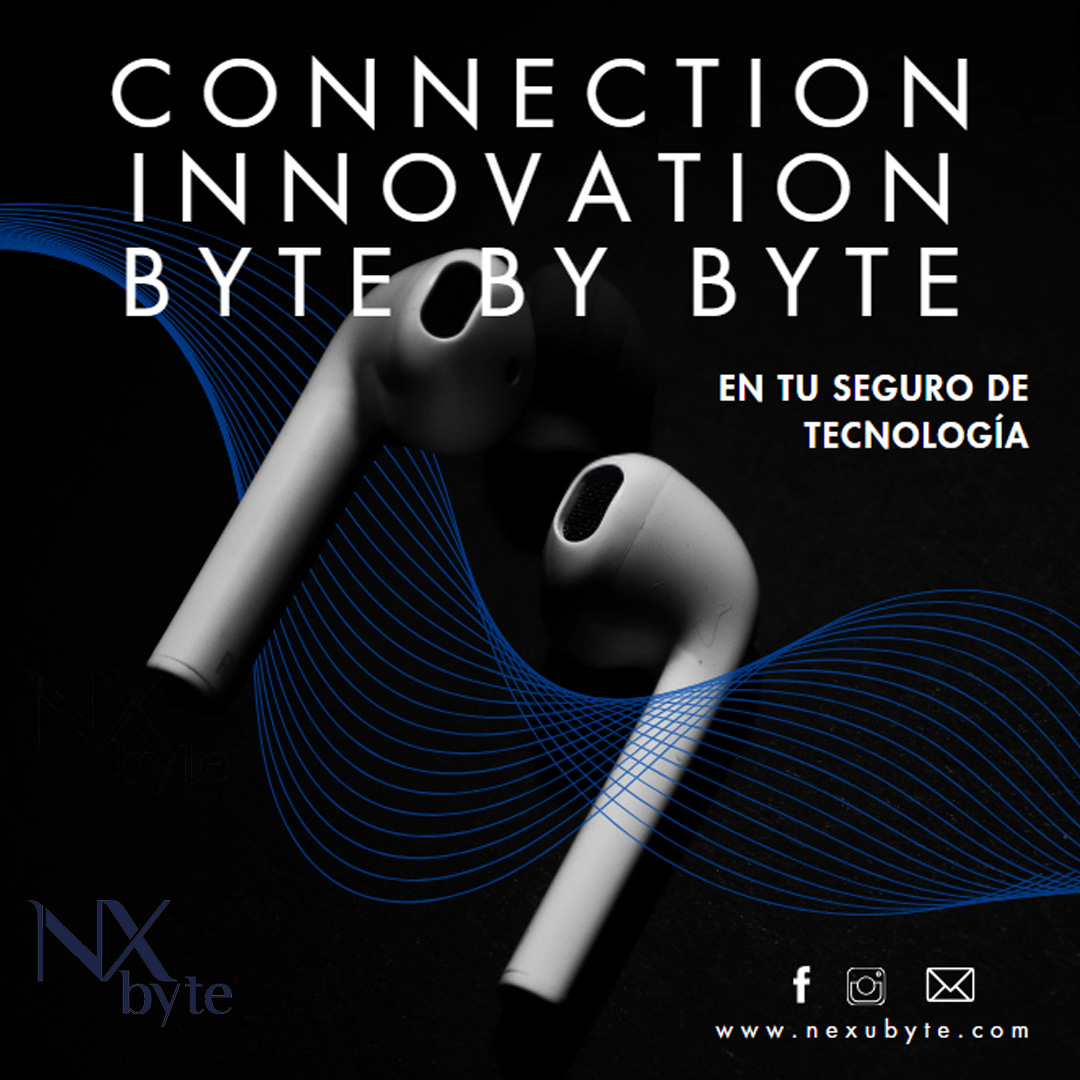 CONNECTION
INNOVATION
BYTE BY BYTE
EN TU SEGURO DE
TECNOLOGÍA
NX
byte
NX
byte
www.nexubyte.com